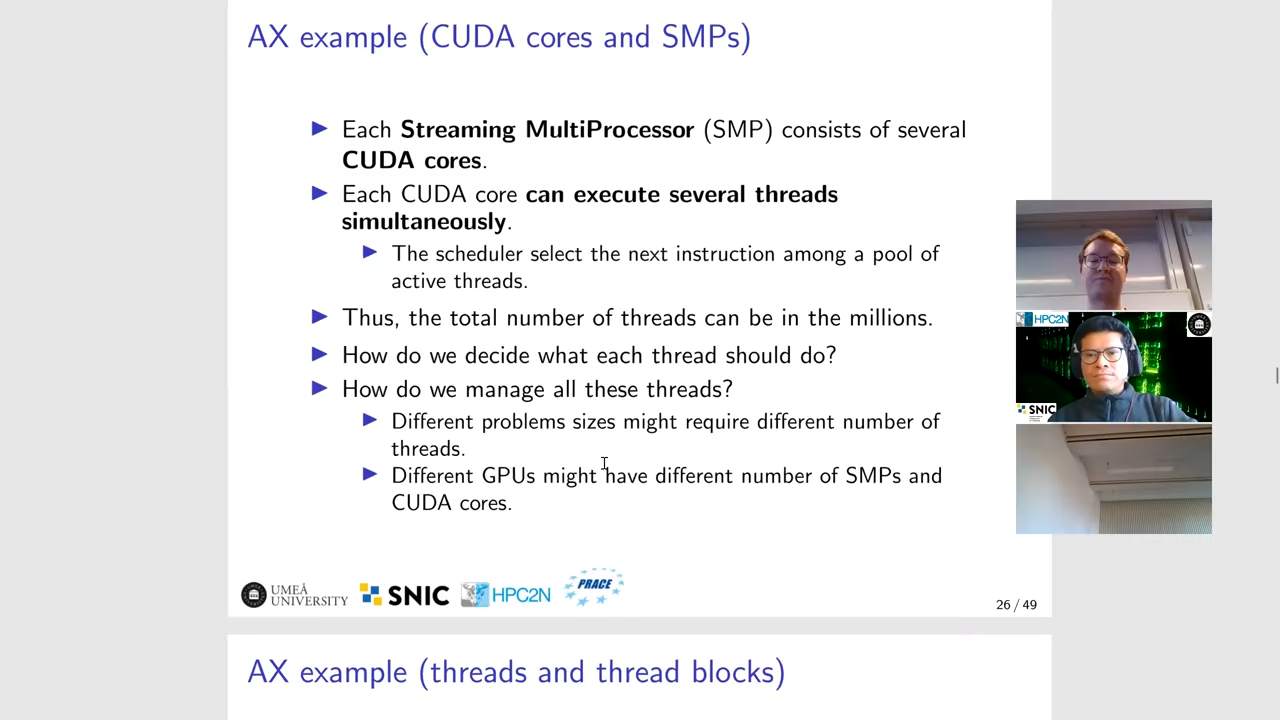 AX example (CUDA cores and SMPs)
▶ Each Streaming MultiProcessor (SMP) consists of several
CUDA cores.
▶ Each CUDA core can execute several threads
simultaneously.
▶ The scheduler select the next instruction among a pool of
active threads.
▶ Thus, the total number of threads can be in the millions.
▶ How do we decide what each thread should do?
▶ How do we manage all these threads?
▶ Different problems sizes might require different number of
threads.
▶ Different GPUs might have different number of SMPs and
CUDA cores.
HPC2N
SNIC
UMEÅ
UNIVERSITY
SNIC
HPC2N
PRACE
26 / 49
AX example (threads and thread blocks)